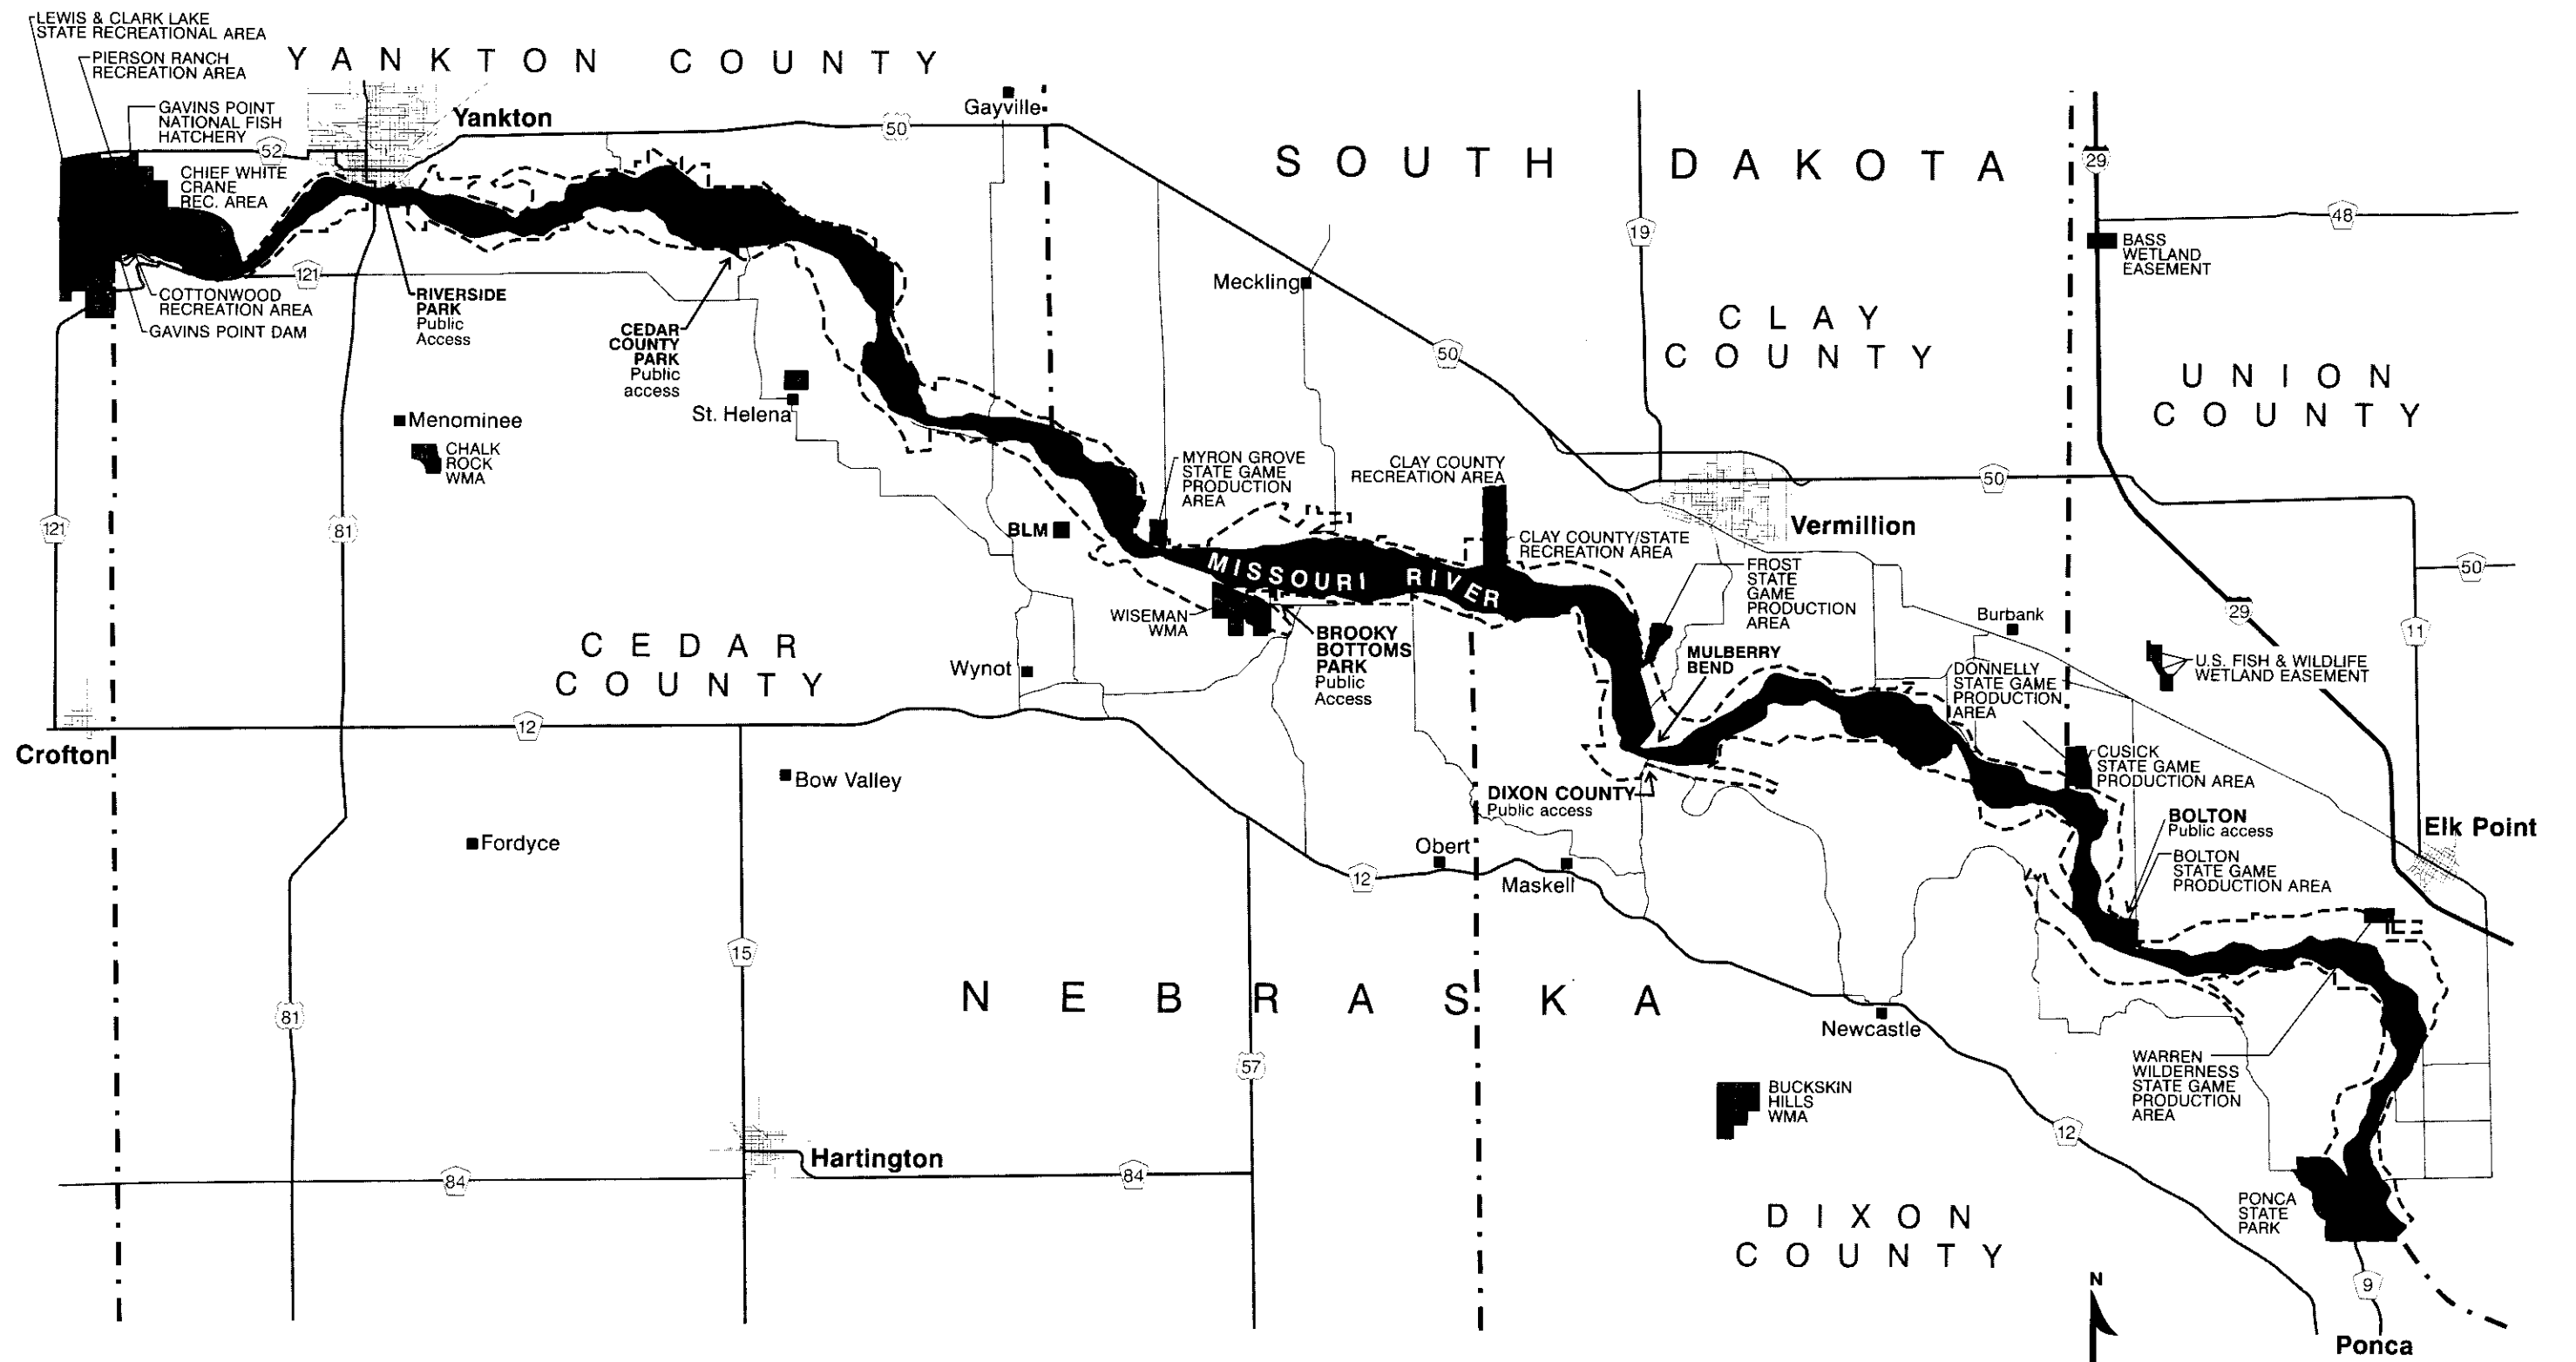 LEWIS & CLARK LAKE
STATE RECREATIONAL AREA
PIERSON RANCH
RECREATION AREA
YANKTON COUNTY
GAVINS POINT
NATIONAL FISH
HATCHERY
Yankton
Gayville
50
52
CHIEF WHITE
CRANE
REC. AREA
SOUTH DAKOTA
29
48
19
BASS
WETLAND
EASEMENT
121
COTTONWOOD
RECREATION AREA
GAVINS POINT DAM
RIVERSIDE
PARK
Public
Access
CEDAR
COUNTY
PARK
Public
access
Meckling
50
CLAY
COUNTY
UNION
COUNTY
St. Helena
Menominee
CHALK
ROCK
WMA
MYRON GROVE
STATE GAME
PRODUCTION
AREA
CLAY COUNTY
RECREATION AREA
50
121
81
BLM
Vermillion
CLAY COUNTY/STATE
RECREATION AREA
MISSOURI RIVER
FROST
STATE
GAME
PRODUCTION
AREA
50
29
11
WISEMAN
WMA
Burbank
BROOKY
BOTTOMS
PARK
Public
Access
CEDAR
COUNTY
Wynot
MULBERRY
BEND
DONNELLY
STATE GAME
PRODUCTION
AREA
U.S. FISH & WILDLIFE
WETLAND EASEMENT
12
Crofton
Bow Valley
CUSICK
STATE GAME
PRODUCTION AREA
DIXON COUNTY
Public access
BOLTON
Public access
Elk Point
Fordyce
Obert
12
Maskell
BOLTON
STATE GAME
PRODUCTION AREA
15
81
NEBRASKA
Newcastle
57
WARREN
WILDERNESS
STATE GAME
PRODUCTION
AREA
BUCKSKIN
HILLS
WMA
12
Hartington
84
84
PONCA
STATE
PARK
DIXON
COUNTY
N
9
Ponca